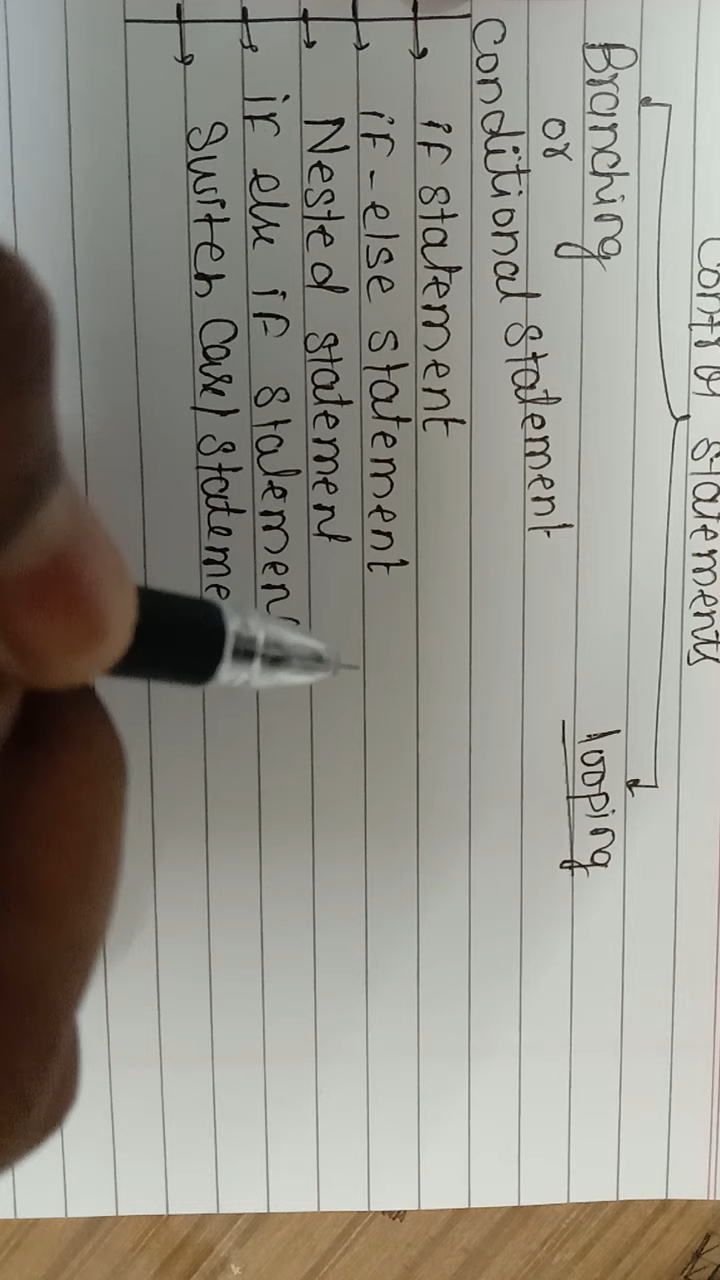 Control statements
Branching
or
Conditional statement
looping
if statement
if-else statement
Nested statement
if else if statement
Switch case stateme